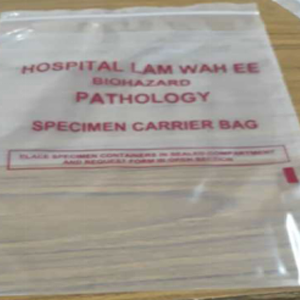 HOSPITAL LAM WAH EE
BIOHAZARD
PATHOLOGY
SPECIMEN CARRIER BAG
PLACE SPECIMEN CONTAINERS IN SEALED COMPARTMENT
AND REQUEST FORM IN OPEN SECTION